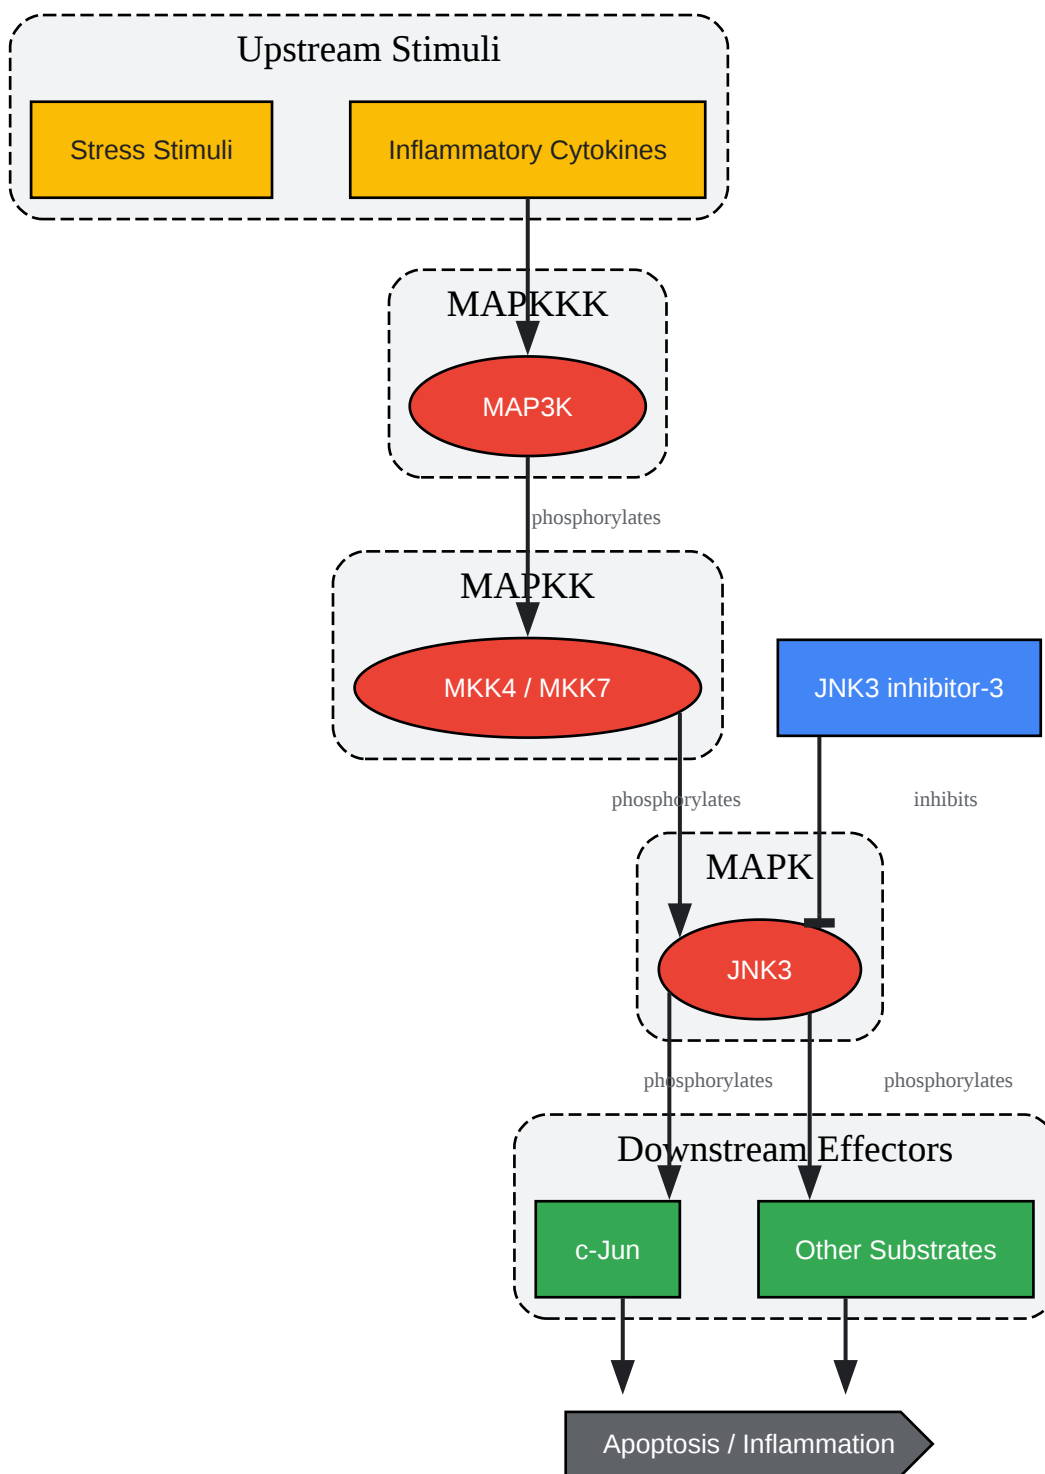 Upstream Stimuli
Stress Stimuli
Inflammatory Cytokines
MAPKKK
MAP3K
phosphorylates
MAPKK
MKK4 / MKK7
JNK3 inhibitor-3
phosphorylates
inhibits
MAPK
JNK3
phosphorylates
phosphorylates
Downstream Effectors
c-Jun
Other Substrates
Apoptosis / Inflammation